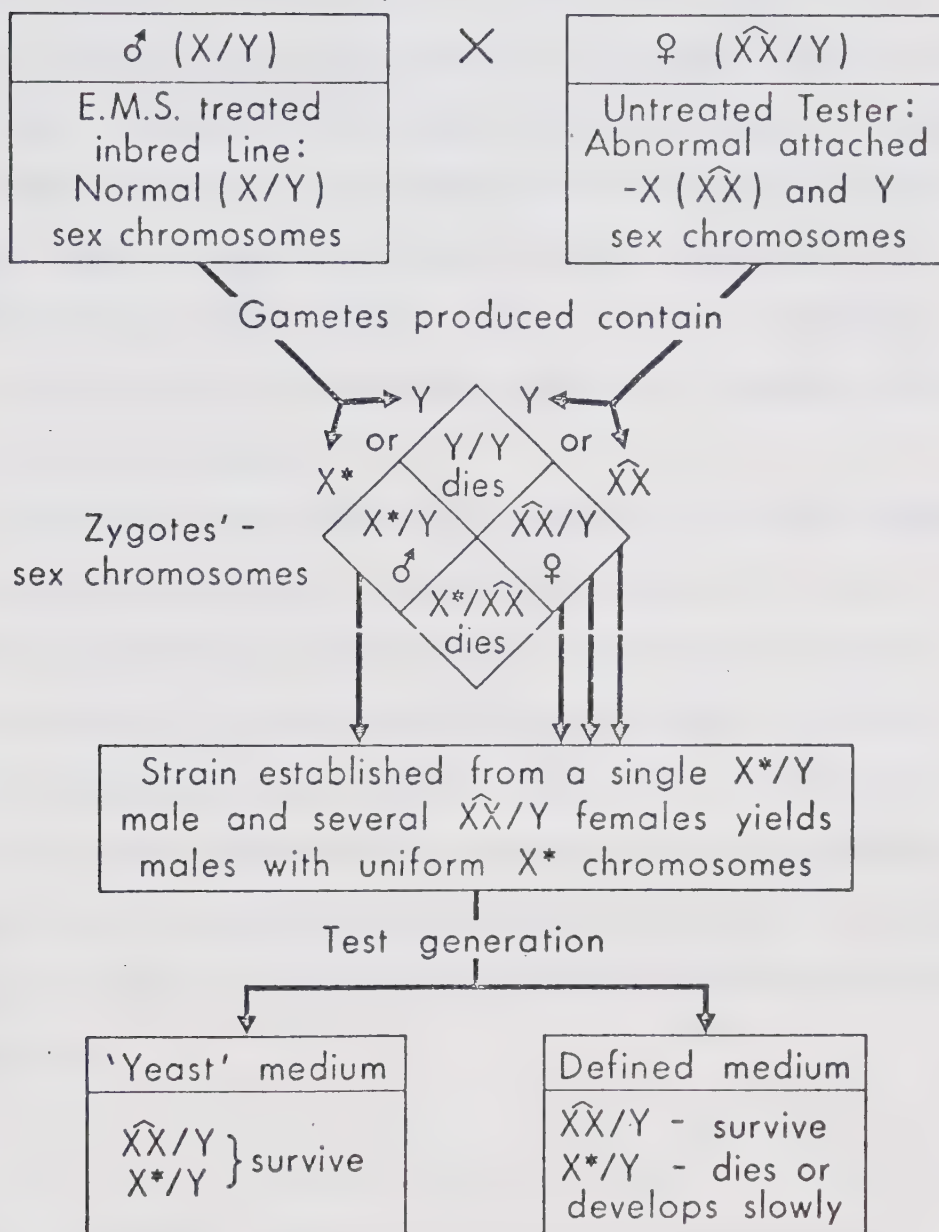 ♂ (X/Y) × ♀ (X͡X/Y)
E.M.S. treated
inbred Line:
Normal (X/Y)
sex chromosomes
Untreated Tester:
Abnormal attached
-X (X͡X) and Y
sex chromosomes
Gametes produced contain
Y Y
or or
X* X͡X
Y/Y
dies
X*/Y
♂
X͡X/Y
♀
X*/X͡X
dies
Zygotes' -
sex chromosomes
Strain established from a single X*/Y
male and several X͡X/Y females yields
males with uniform X* chromosomes
Test generation
'Yeast' medium
X͡X/Y
X*/Y } survive
Defined medium
X͡X/Y - survive
X*/Y - dies or
develops slowly